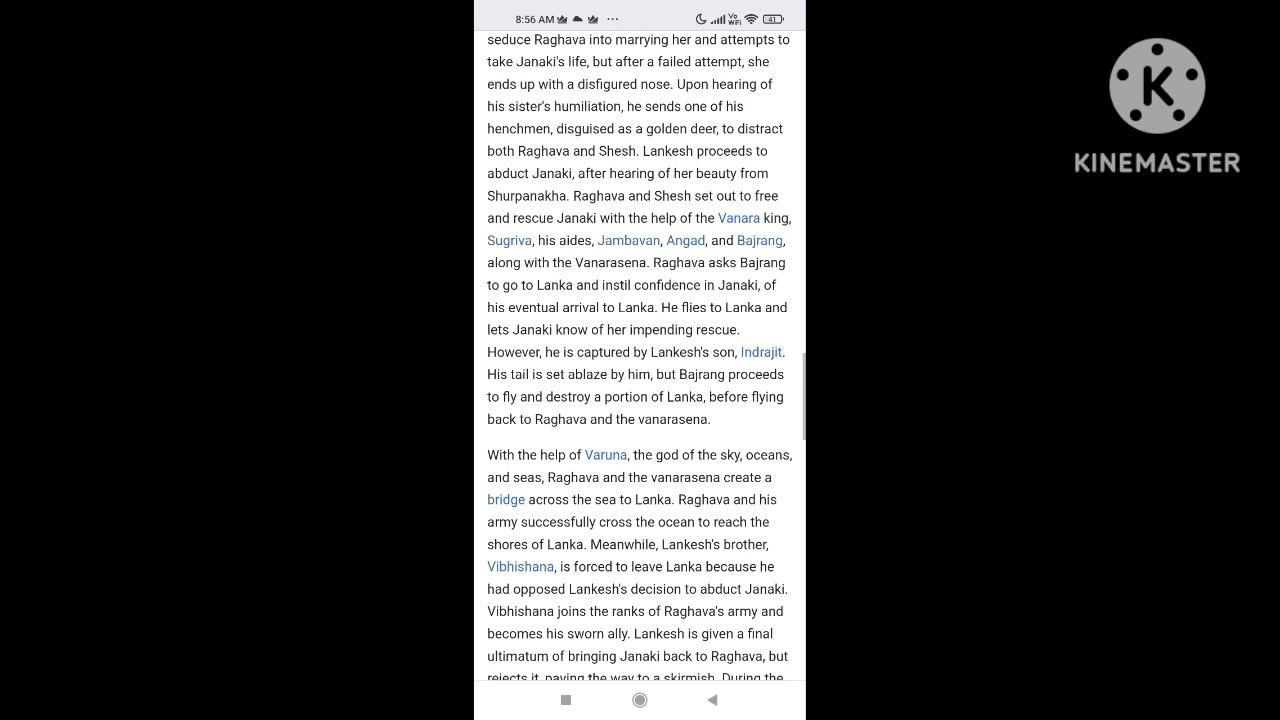 8:56 AM
Vo
WiFi
41
seduce Raghava into marrying her and attempts to
take Janaki's life, but after a failed attempt, she
ends up with a disfigured nose. Upon hearing of
his sister's humiliation, he sends one of his
henchmen, disguised as a golden deer, to distract
both Raghava and Shesh. Lankesh proceeds to
abduct Janaki, after hearing of her beauty from
Shurpanakha. Raghava and Shesh set out to free
and rescue Janaki with the help of the Vanara king,
Sugriva, his aides, Jambavan, Angad, and Bajrang,
along with the Vanarasena. Raghava asks Bajrang
to go to Lanka and instil confidence in Janaki, of
his eventual arrival to Lanka. He flies to Lanka and
lets Janaki know of her impending rescue.
However, he is captured by Lankesh's son, Indrajit.
His tail is set ablaze by him, but Bajrang proceeds
to fly and destroy a portion of Lanka, before flying
back to Raghava and the vanarasena.
With the help of Varuna, the god of the sky, oceans,
and seas, Raghava and the vanarasena create a
bridge across the sea to Lanka. Raghava and his
army successfully cross the ocean to reach the
shores of Lanka. Meanwhile, Lankesh's brother,
Vibhishana, is forced to leave Lanka because he
had opposed Lankesh's decision to abduct Janaki.
Vibhishana joins the ranks of Raghava's army and
becomes his sworn ally. Lankesh is given a final
ultimatum of bringing Janaki back to Raghava, but
rejects it, paving the way to a skirmish. During the
K
KINEMASTER